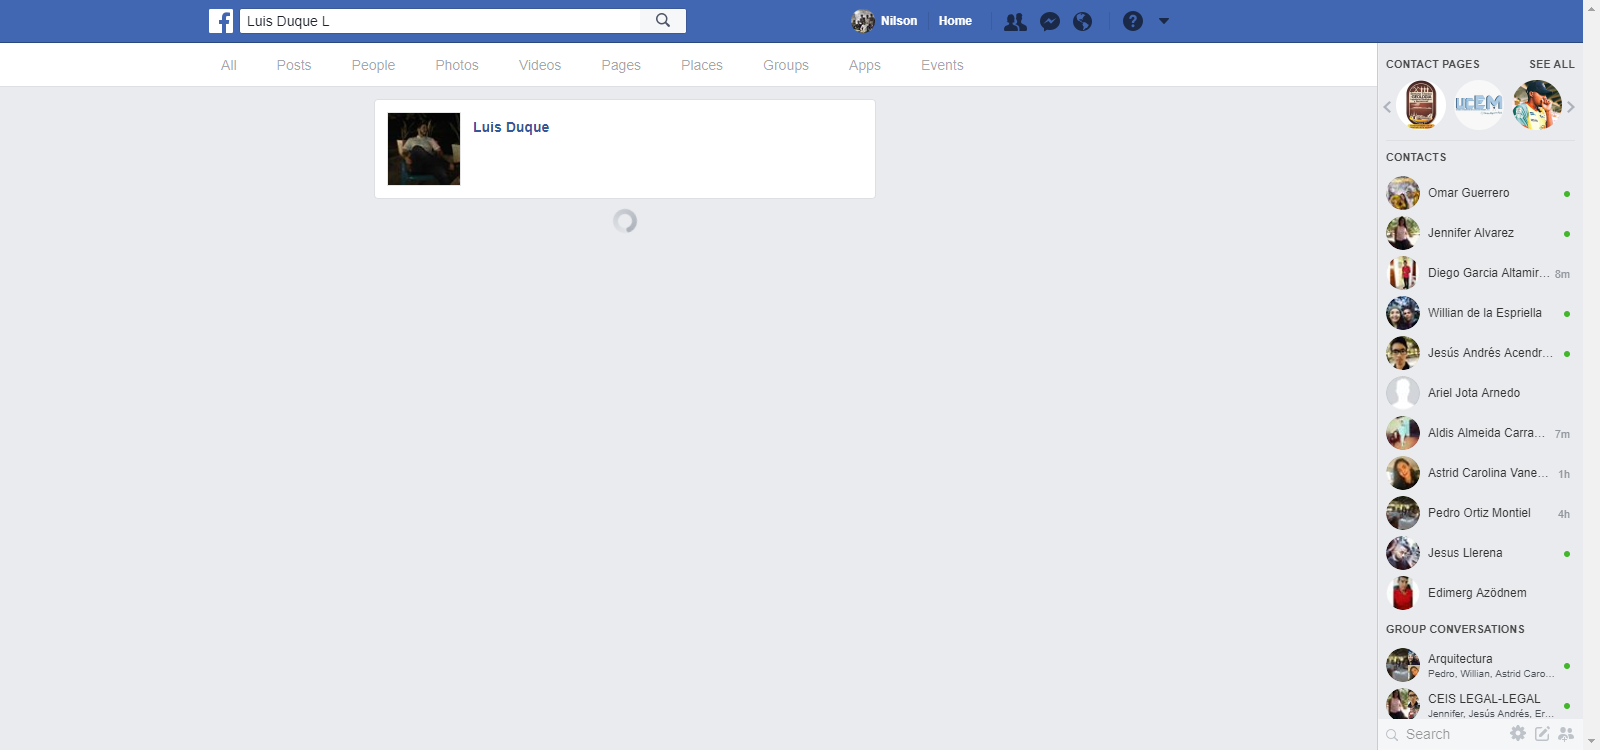 Luis Duque L
Nilson
Home
All
Posts
People
Photos
Videos
Pages
Places
Groups
Apps
Events
Luis Duque
CONTACT PAGES
SEE ALL
UCEM
CONTACTS
Omar Guerrero
Jennifer Alvarez
Diego Garcia Altamir... 8m
Willian de la Espriella
Jesús Andrés Acendr...
Ariel Jota Arnedo
Aldis Almeida Carra... 7m
Astrid Carolina Vane... 1h
Pedro Ortiz Montiel 4h
Jesus Llerena
Edimerg Azödnem
GROUP CONVERSATIONS
Arquitectura
Pedro, Willian, Astrid Caro...
CEIS LEGAL-LEGAL
Jennifer, Jesús Andrés, Er...
Search